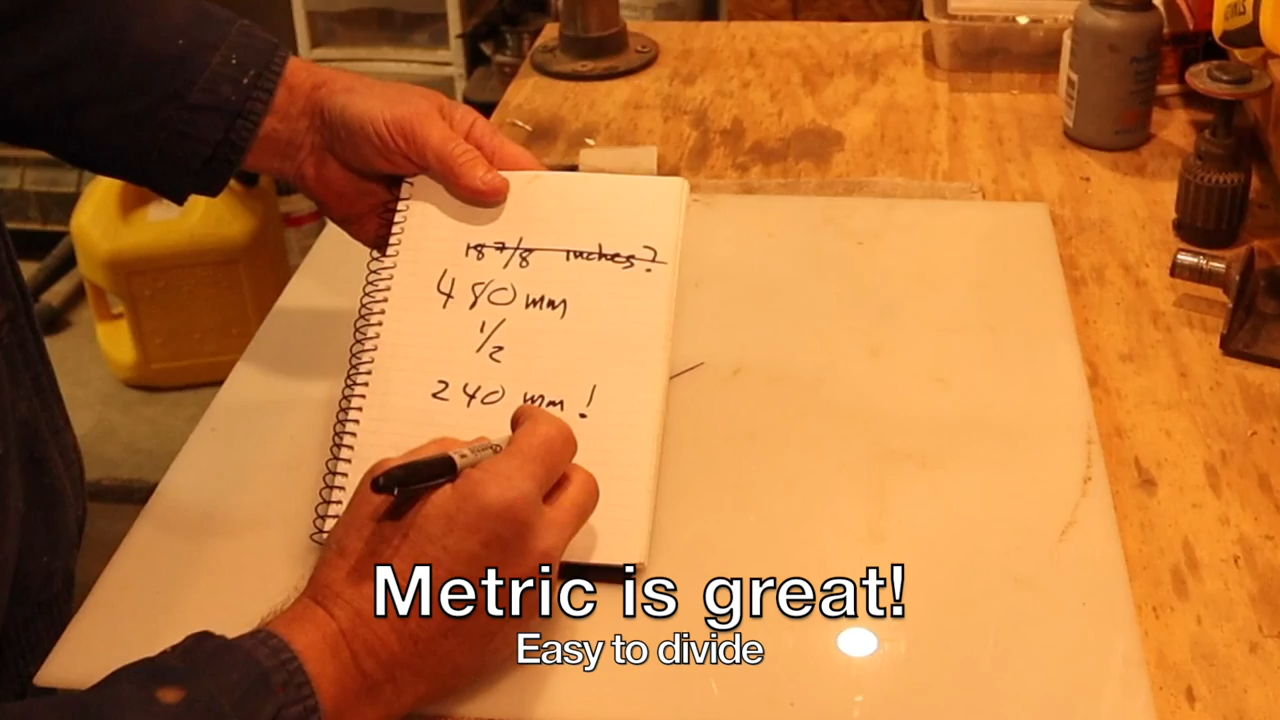 18 7/8 inches?
480 mm
1/2
240 mm!
Metric is great!
Easy to divide